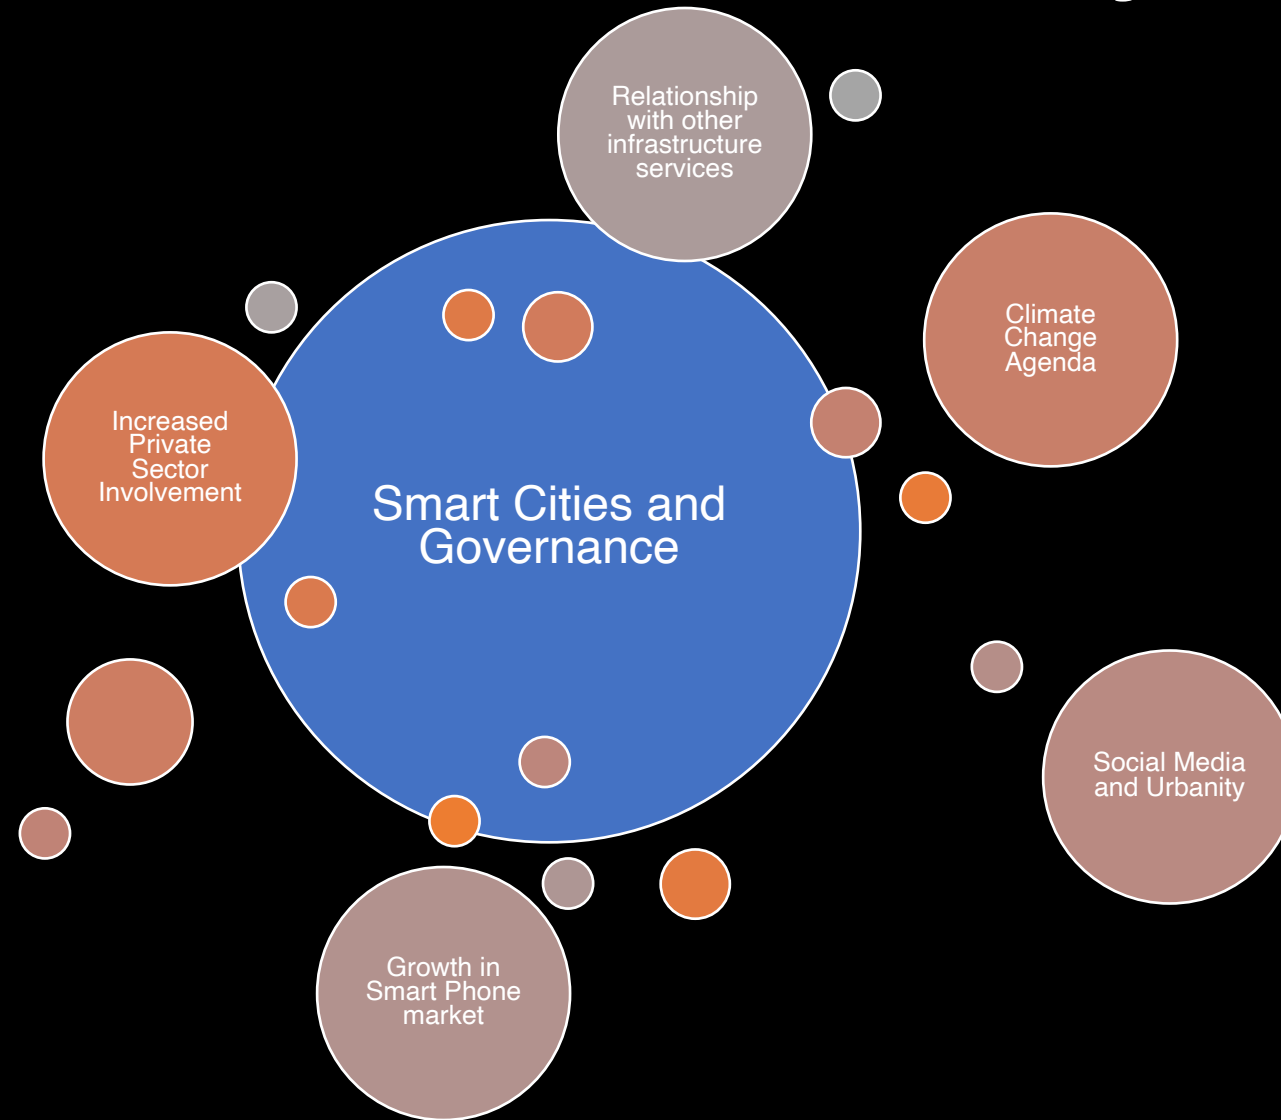 Relationship
with other
infrastructure
services
Climate
Change
Agenda
Increased
Private
Sector
Involvement
Smart Cities and
Governance
Social Media
and Urbanity
Growth in
Smart Phone
market